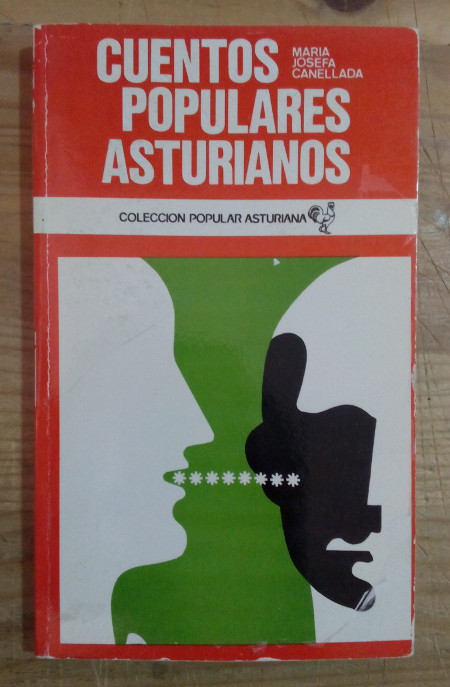 CUENTOS
POPULARES
ASTURIANOS
MARIA
JOSEFA
CANELLADA
COLECCION POPULAR ASTURIANA